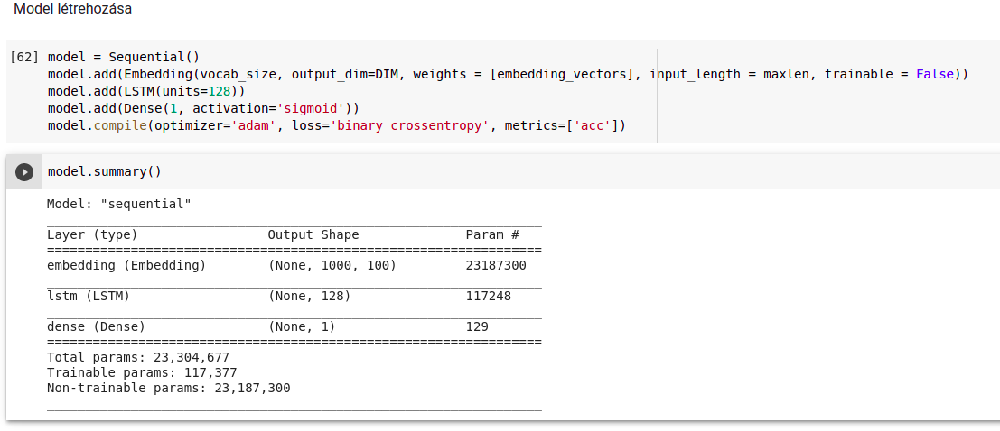 Model létrehozása
[62] model = Sequential()
model.add(Embedding(vocab_size, output_dim=DIM, weights = [embedding_vectors], input_length = maxlen, trainable = False))
model.add(LSTM(units=128))
model.add(Dense(1, activation='sigmoid'))
model.compile(optimizer='adam', loss='binary_crossentropy', metrics=['acc'])
model.summary()
Model: "sequential"
_________________________________________________________________
Layer (type) Output Shape Param #
=================================================================
embedding (Embedding) (None, 1000, 100) 23187300
_________________________________________________________________
lstm (LSTM) (None, 128) 117248
_________________________________________________________________
dense (Dense) (None, 1) 129
=================================================================
Total params: 23,304,677
Trainable params: 117,377
Non-trainable params: 23,187,300
_________________________________________________________________